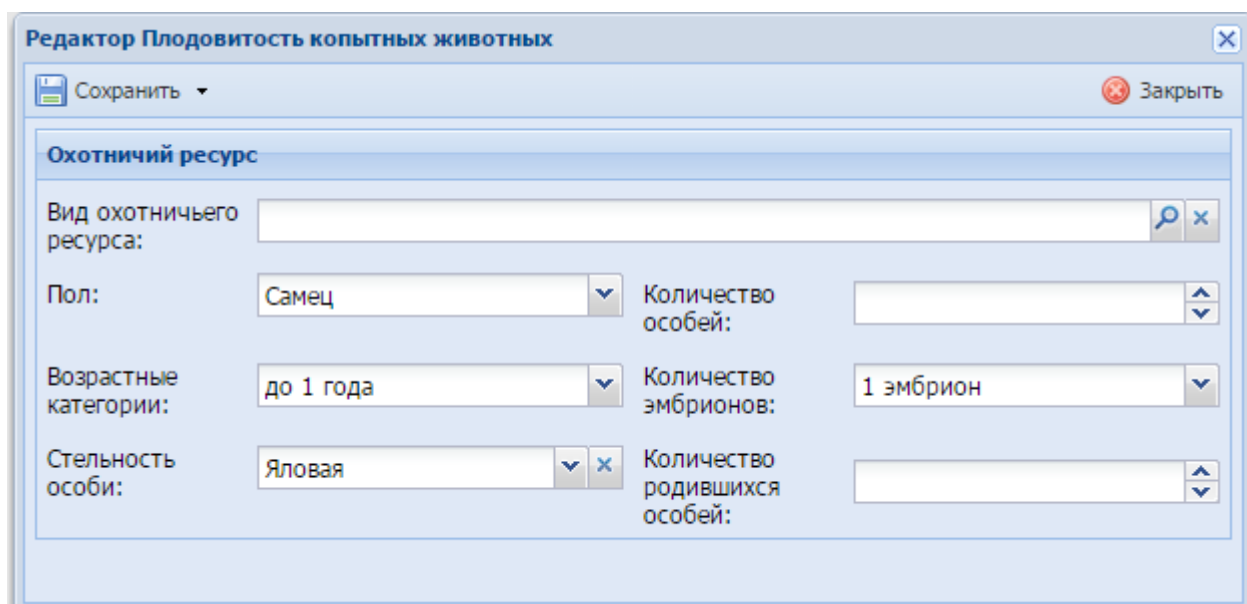 Редактор Плодовитость копытных животных
Сохранить
Закрыть
Охотничий ресурс
Вид охотничьего
ресурса:
Пол:
Самец
Количество
особей:
Возрастные
категории:
до 1 года
Количество
эмбрионов:
1 эмбрион
Стельность
особи:
Яловая
Количество
родившихся
особей: